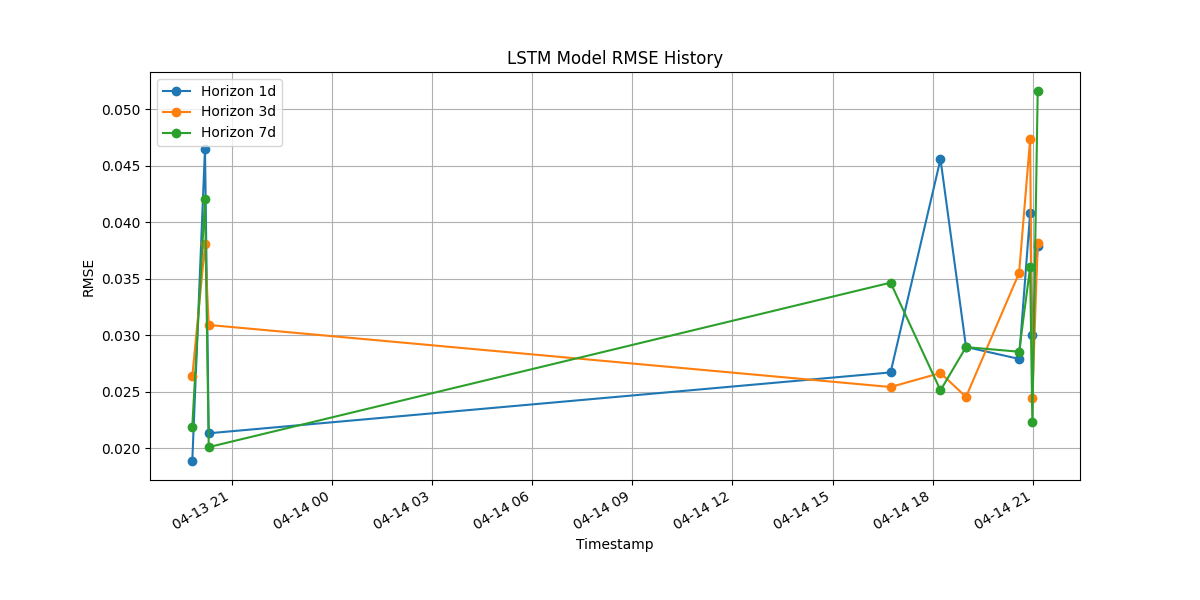 LSTM Model RMSE History
Horizon 1d
Horizon 3d
Horizon 7d
RMSE
0.050
0.045
0.040
0.035
0.030
0.025
0.020
04-13 21
04-14 00
04-14 03
04-14 06
04-14 09
04-14 12
04-14 15
04-14 18
04-14 21
Timestamp